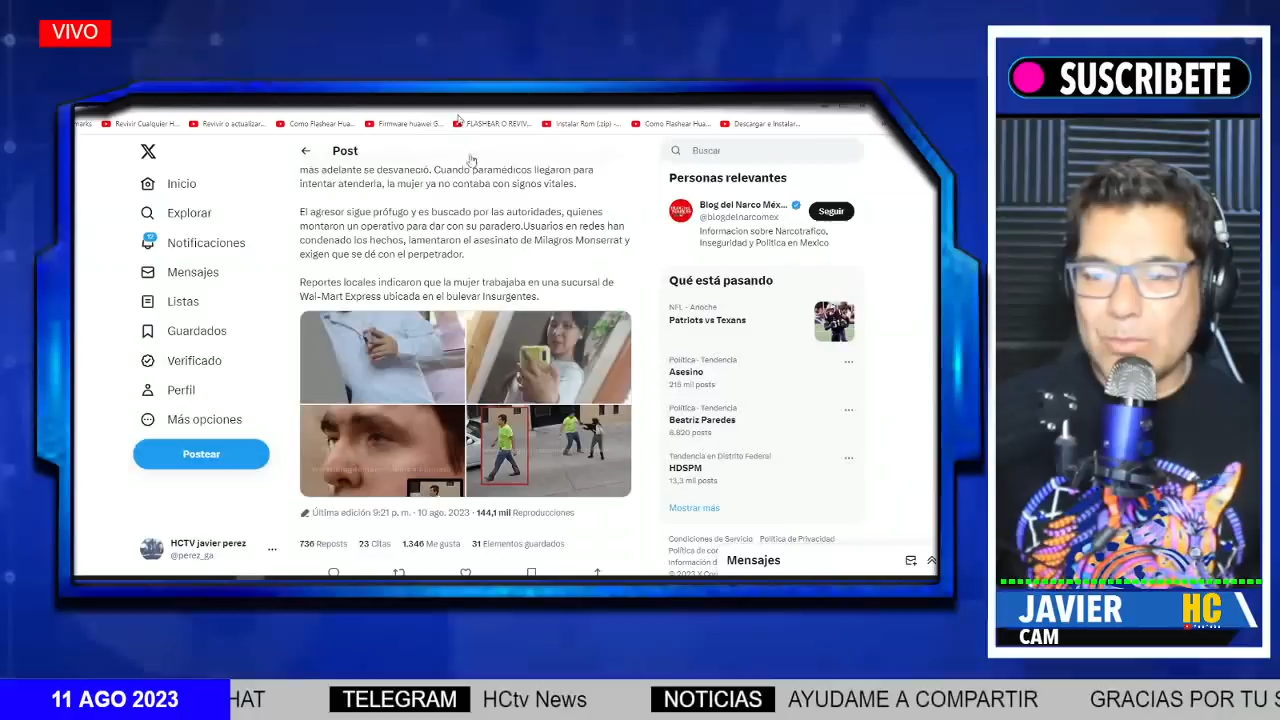 VIVO
SUSCRIBETE
marks
Revivir Cualquier H...
Revivir o actualizar...
Como Flashear Hua...
Firmware huawei G...
FLASHEAR O REVIV...
Instalar Rom (.zip) -...
Como Flashear Hua...
Descargar e Instalar...
Post
Buscar
más adelante se desvaneció. Cuando paramédicos llegaron para
intentar atenderla, la mujer ya no contaba con signos vitales.
El agresor sigue prófugo y es buscado por las autoridades, quienes
montaron un operativo para dar con su paradero.Usuarios en redes han
condenado los hechos, lamentaron el asesinato de Milagros Monserrat y
exigen que se dé con el perpetrador.
Reportes locales indicaron que la mujer trabajaba en una sucursal de
Wal-Mart Express ubicada en el bulevar Insurgentes.
Última edición 9:21 p. m. · 10 ago. 2023 · 144,1 mil Reproducciones
736 Reposts 23 Citas 1.346 Me gusta 31 Elementos guardados
Inicio
Explorar
Notificaciones
Mensajes
Listas
Guardados
Verificado
Perfil
Más opciones
Postear
HCTV javier perez
@perez_ga
Personas relevantes
Blog del Narco Méx...
@blogdelnarcomex
Seguir
Informacion sobre Narcotrafico,
Inseguridad y Política en Mexico
Qué está pasando
NFL · Anoche
Patriots vs Texans
Política · Tendencia
Asesino
215 mil posts
Política · Tendencia
Beatriz Paredes
6.820 posts
Tendencia en Distrito Federal
HDSPM
13,3 mil posts
Mostrar más
Condiciones de Servicio Política de Privacidad
Política de coo
Información d
Mensajes
JAVIER
HC
CAM
11 AGO 2023
HAT TELEGRAM HCtv News NOTICIAS AYUDAME A COMPARTIR GRACIAS POR TU S